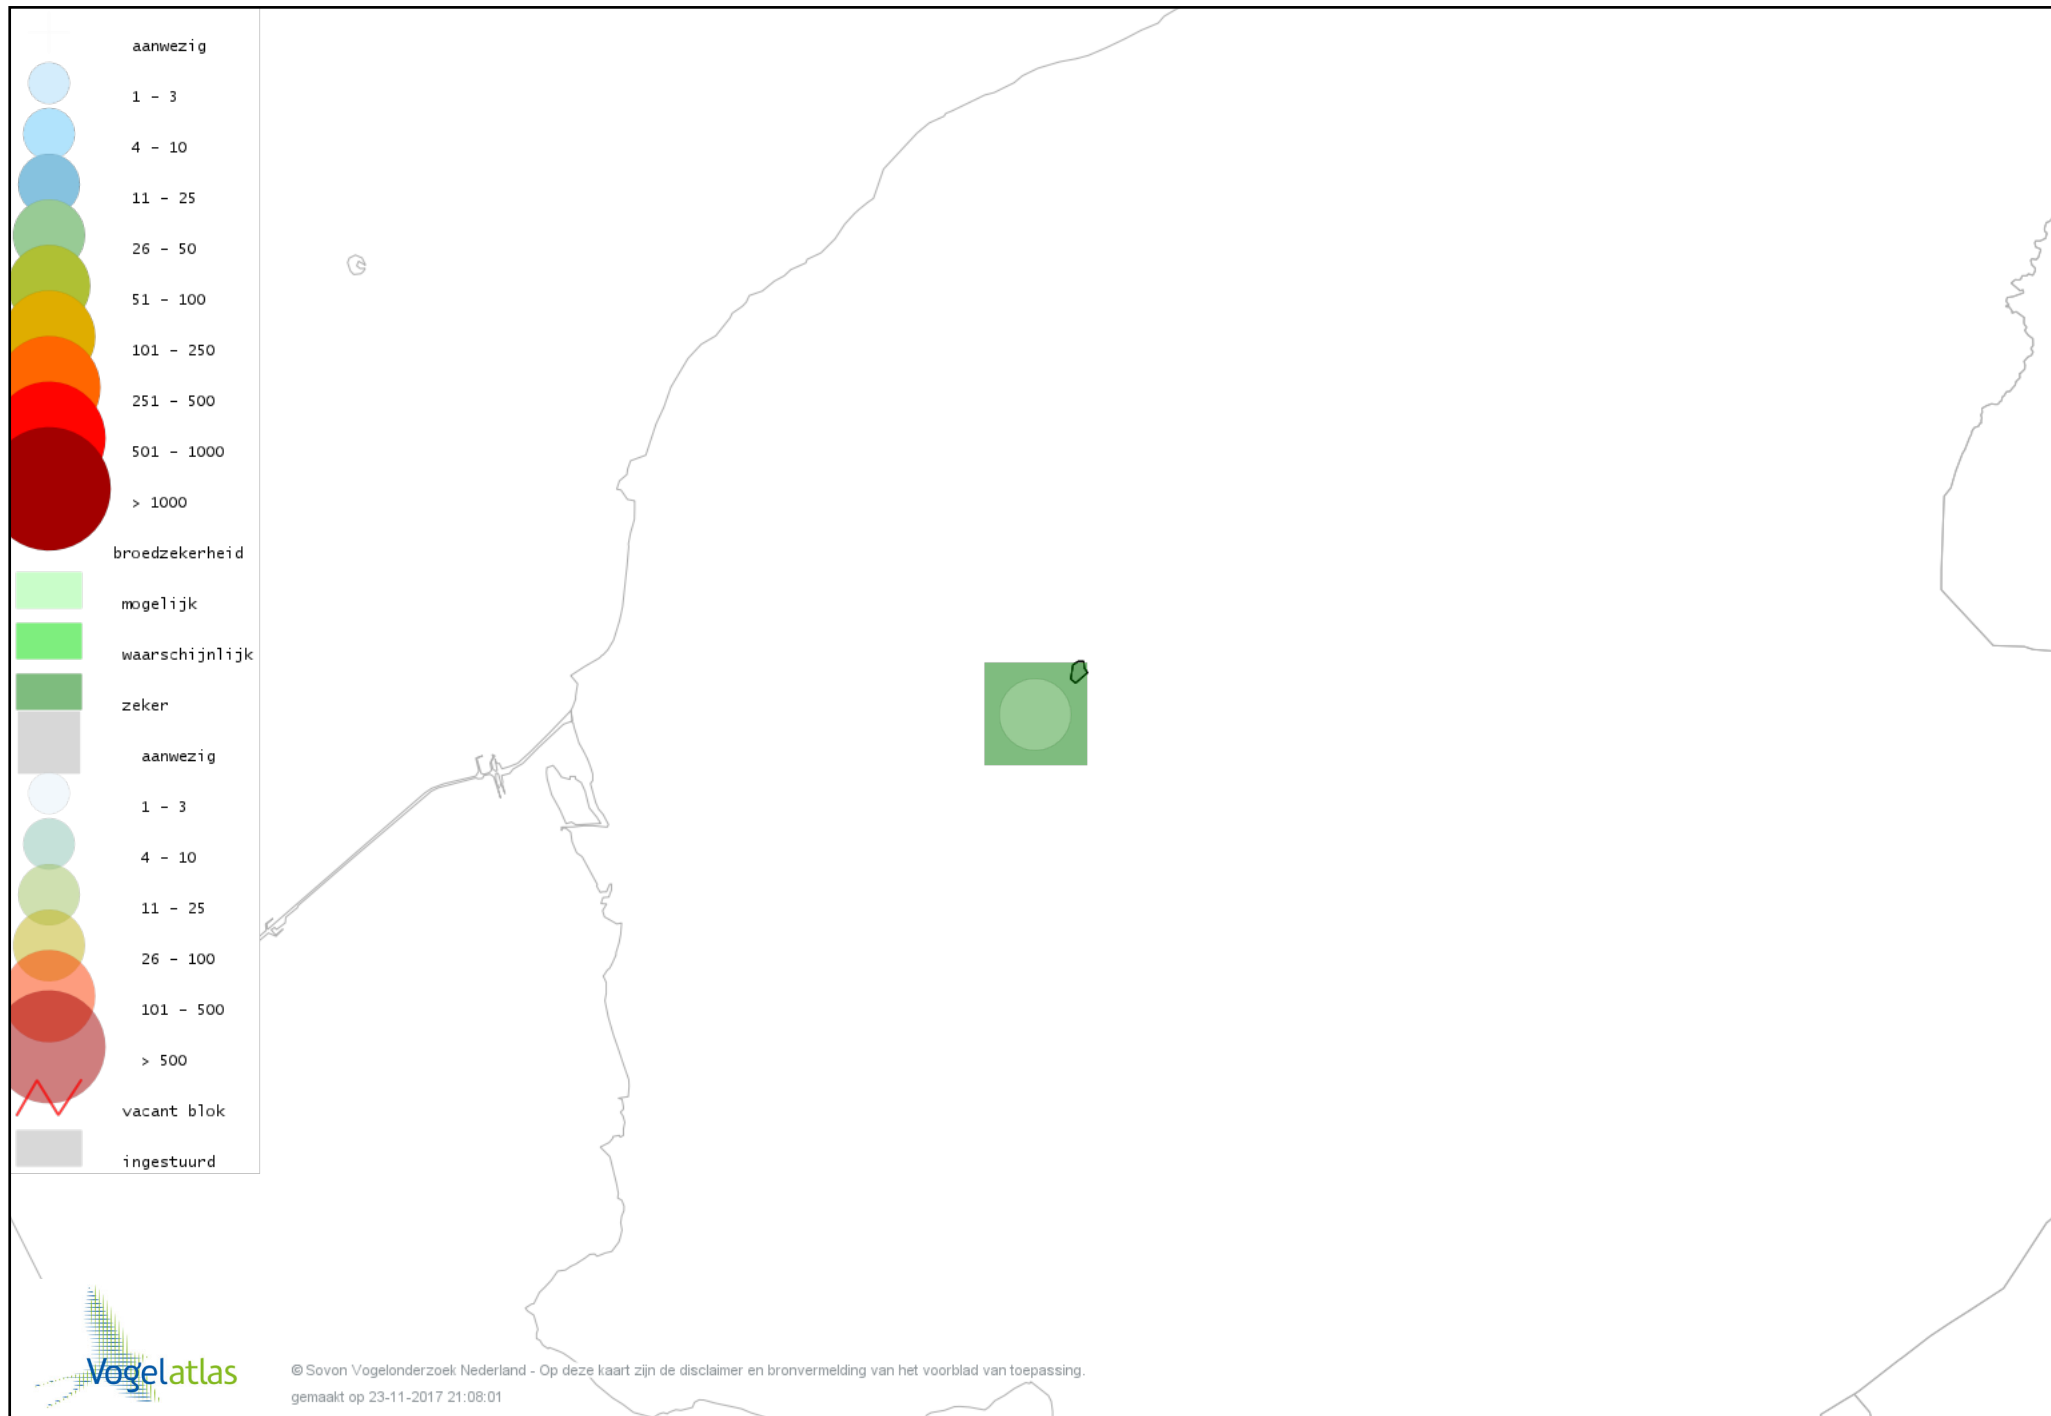 aanwezig
1 - 3
4 - 10
11 - 25
26 - 50
51 - 100
101 - 250
251 - 500
501 - 1000
> 1000
broedzekerheid
mogelijk
waarschijnlijk
zeker
aanwezig
1 - 3
4 - 10
11 - 25
26 - 100
101 - 500
> 500
vacant blok
ingestuurd
Vogelatlas
© Sovon Vogelonderzoek Nederland - Op deze kaart zijn de disclaimer en bronvermelding van het voorblad van toepassing.
gemaakt op 23-11-2017 21:08:01